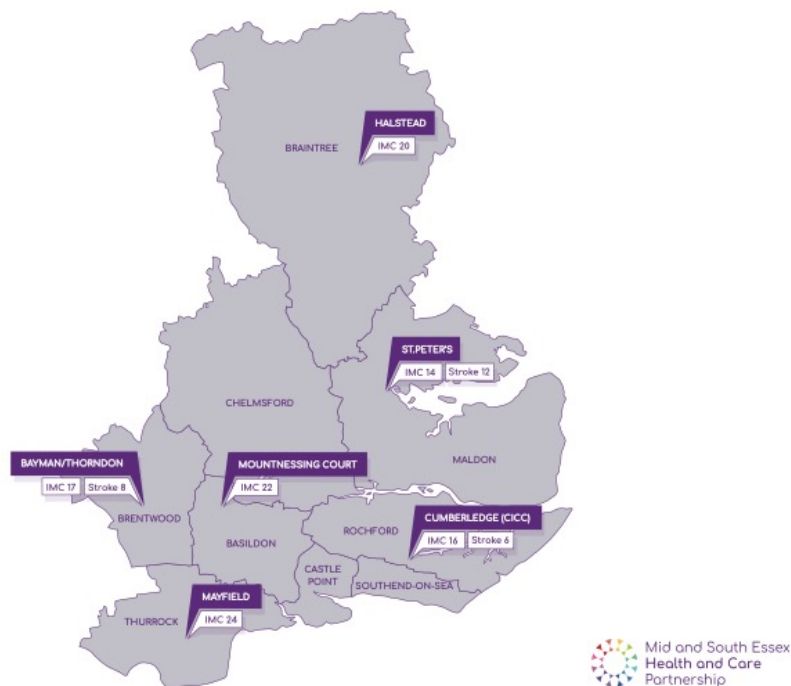 HALSTEAD
IMC 20
BRAINTREE
ST.PETER'S
IMC 14 Stroke 12
CHELMSFORD
MALDON
BAYMAN/THORNDON
IMC 17 Stroke 8
BRENTWOOD
MOUNTNESSING COURT
IMC 22
BASILDON
ROCHFORD
CUMBERLEDGE (CICC)
IMC 16 Stroke 6
CASTLE
POINT
SOUTHEND-ON-SEA
MAYFIELD
IMC 24
THURROCK
Mid and South Essex
Health and Care
Partnership